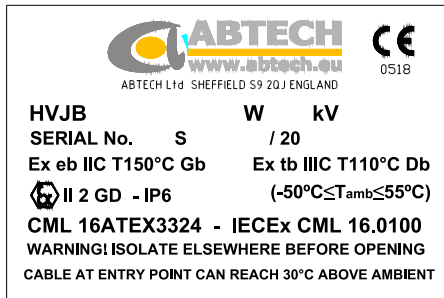 ABTECH
www.abtech.eu
ABTECH Ltd SHEFFIELD S9 2QJ ENGLAND
CE
0518
HVJB W kV
SERIAL No. S / 20
Ex eb IIC T150°C Gb Ex tb IIIC T110°C Db
Ex II 2 GD - IP6 (-50°C≤Tamb≤55°C)
CML 16ATEX3324 - IECEx CML 16.0100
WARNING! ISOLATE ELSEWHERE BEFORE OPENING
CABLE AT ENTRY POINT CAN REACH 30°C ABOVE AMBIENT